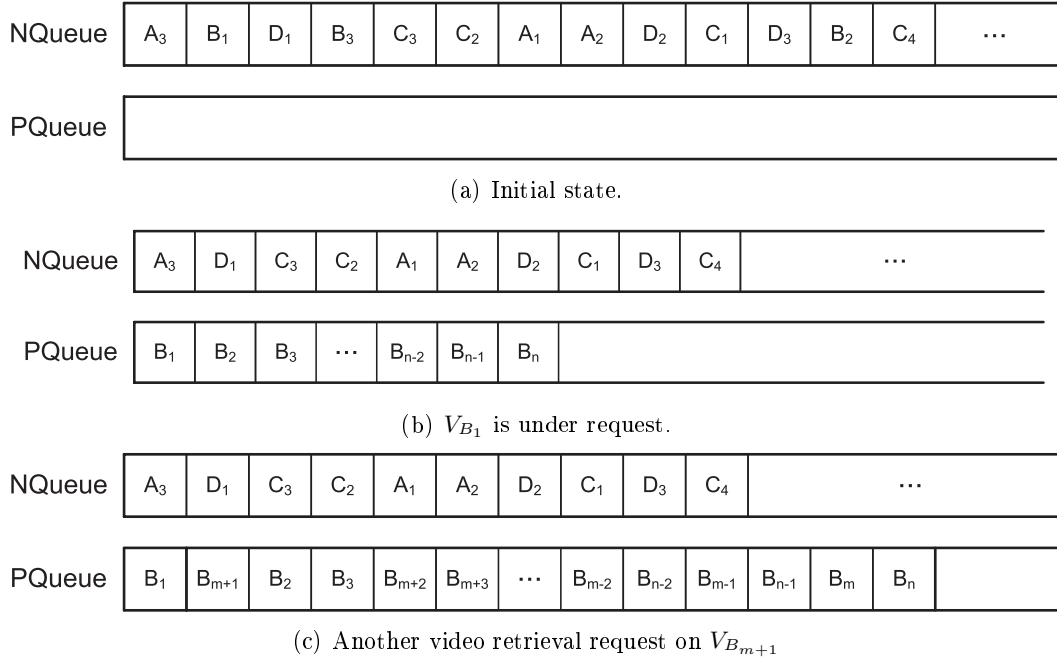 NQueue A₃ B₁ D₁ B₃ C₃ C₂ A₁ A₂ D₂ C₁ D₃ B₂ C₄ ...
PQueue
(a) Initial state.
NQueue A₃ D₁ C₃ C₂ A₁ A₂ D₂ C₁ D₃ C₄ ...
PQueue B₁ B₂ B₃ ... Bₙ₋₂ Bₙ₋₁ Bₙ
(b) V_{B₁} is under request.
NQueue A₃ D₁ C₃ C₂ A₁ A₂ D₂ C₁ D₃ C₄ ...
PQueue B₁ Bₘ₊₁ B₂ B₃ Bₘ₊₂ Bₘ₊₃ ... Bₘ₋₂ Bₙ₋₂ Bₘ₋₁ Bₙ₋₁ Bₘ Bₙ
(c) Another video retrieval request on V_{Bₘ₊₁}